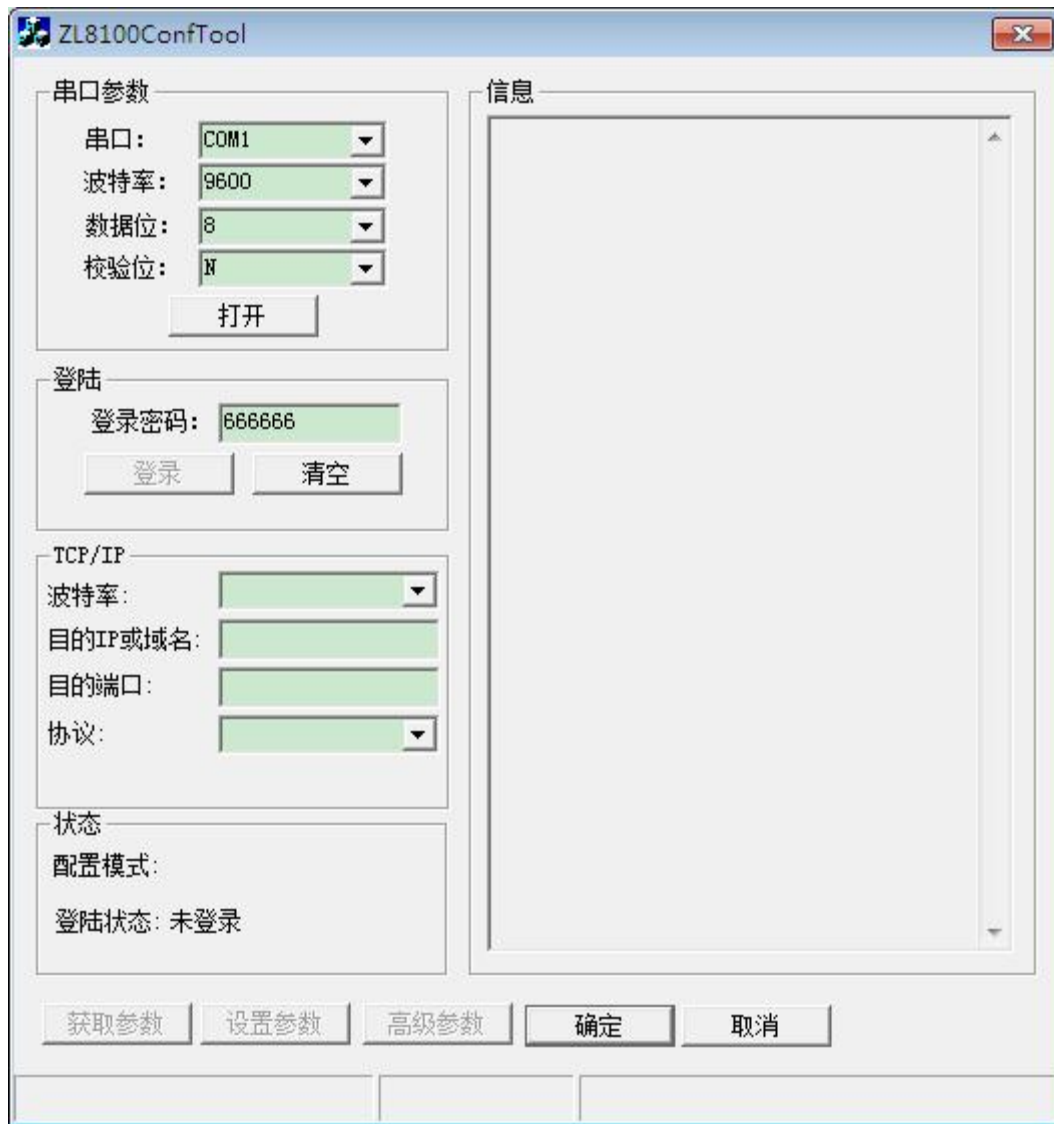 ZL8100ConfTool
串口参数
串口: COM1
波特率: 9600
数据位: 8
校验位: N
打开
登陆
登录密码: 666666
登录 清空
TCP/IP
波特率:
目的IP或域名:
目的端口:
协议:
状态
配置模式:
登陆状态: 未登录
信息
获取参数 设置参数 高级参数 确定 取消